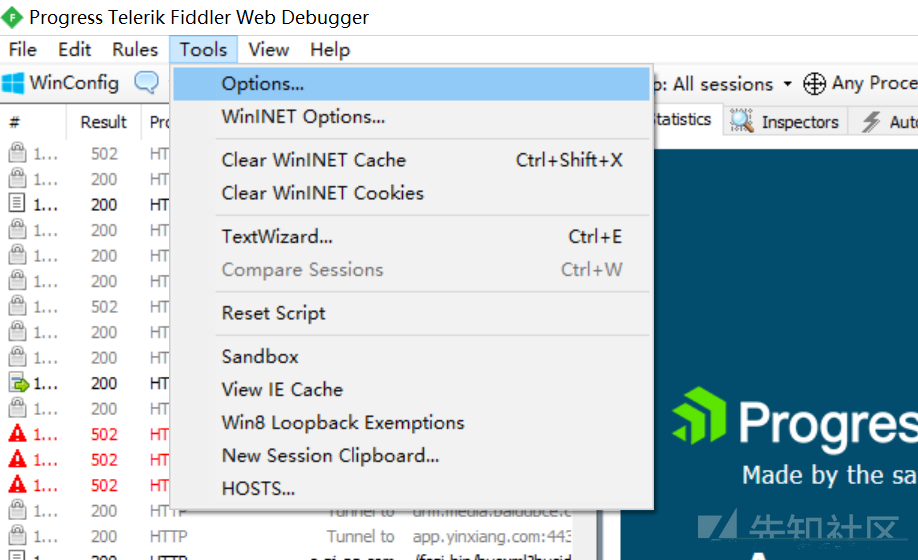 Progress Telerik Fiddler Web Debugger
File Edit Rules Tools View Help
WinConfig All sessions Any
Options...
WinINET Options...
Clear WinINET Cache Ctrl+Shift+X
Clear WinINET Cookies
TextWizard... Ctrl+E
Compare Sessions Ctrl+W
Reset Script
Sandbox
View IE Cache
Win8 Loopback Exemptions
New Session Clipboard...
HOSTS...
# Result
Inspectors
1... 502 HT
1... 200 HT
1... 200 HT
1... 200 HT
1... 200 HT
1... 200 HT
1... 502 HT
1... 200 HT
1... 200 HT
1... 200 HT
1... 200 HT
1... 502 HT
1... 502 HT
1... 502 HT
1... 200 HTTP Tunnel to
1... 200 HTTP Tunnel to app.yinxiang.com:443
1... 200 HTTP
Progres
Made by the sa
先知社区